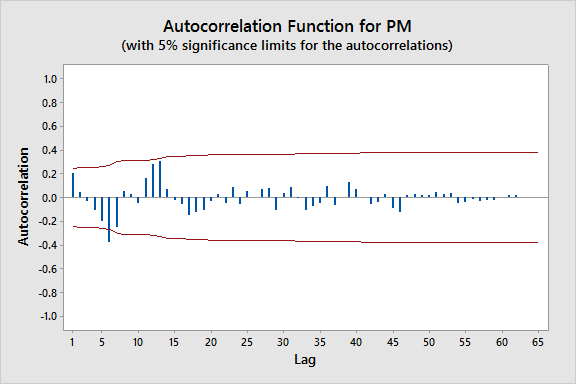 Autocorrelation Function for PM
(with 5% significance limits for the autocorrelations)
1.0
0.8
0.6
0.4
0.2
0.0
-0.2
-0.4
-0.6
-0.8
-1.0
Autocorrelation
1 5 10 15 20 25 30 35 40 45 50 55 60 65
Lag